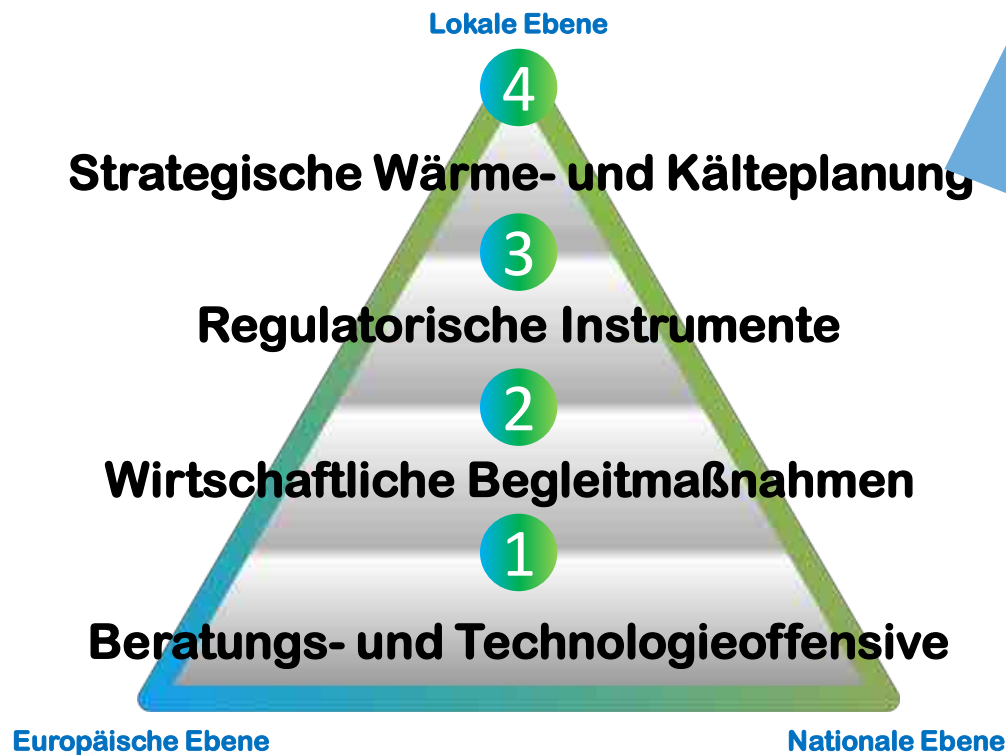 Lokale Ebene
4
Strategische Wärme- und Kälteplanung
3
Regulatorische Instrumente
2
Wirtschaftliche Begleitmaßnahmen
1
Beratungs- und Technologieoffensive
Europäische Ebene
Nationale Ebene